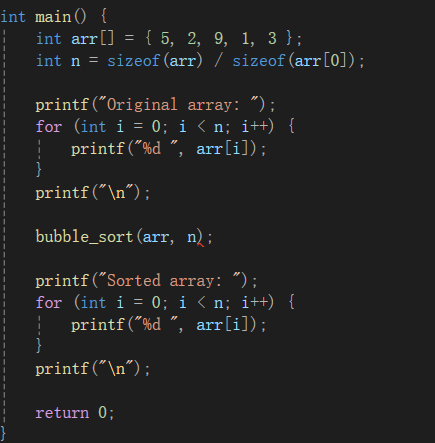 int main() {
int arr[] = { 5, 2, 9, 1, 3 };
int n = sizeof(arr) / sizeof(arr[0]);
printf("Original array: ");
for (int i = 0; i < n; i++) {
printf("%d ", arr[i]);
}
printf("\n");
bubble_sort(arr, n);
printf("Sorted array: ");
for (int i = 0; i < n; i++) {
printf("%d ", arr[i]);
}
printf("\n");
return 0;
}